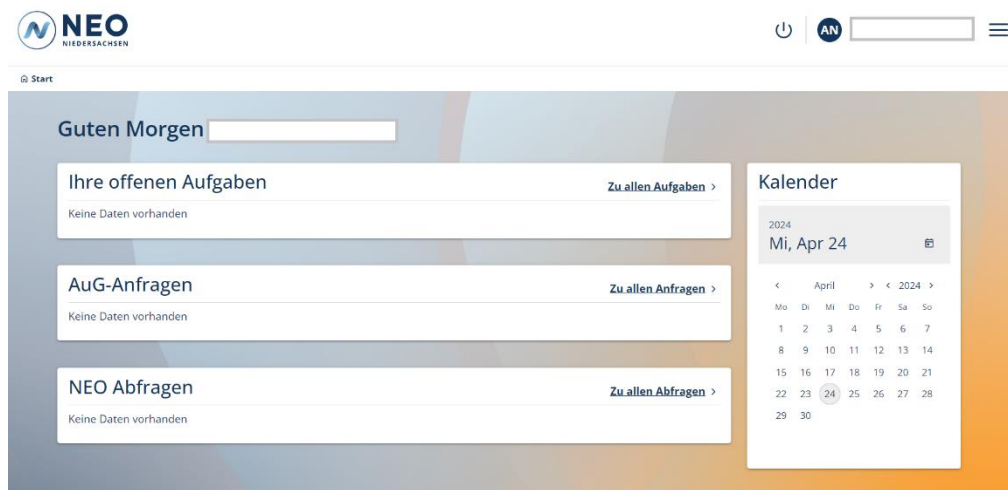 NEO
NIEDERSACHSEN
AN
Start
Guten Morgen
Ihre offenen Aufgaben
Zu allen Aufgaben >
Keine Daten vorhanden
AuG-Anfragen
Zu allen Anfragen >
Keine Daten vorhanden
NEO Abfragen
Zu allen Abfragen >
Keine Daten vorhanden
Kalender
2024
Mi, Apr 24
< April > < 2024 >
Mo Di Mi Do Fr Sa So
1 2 3 4 5 6 7
8 9 10 11 12 13 14
15 16 17 18 19 20 21
22 23 24 25 26 27 28
29 30